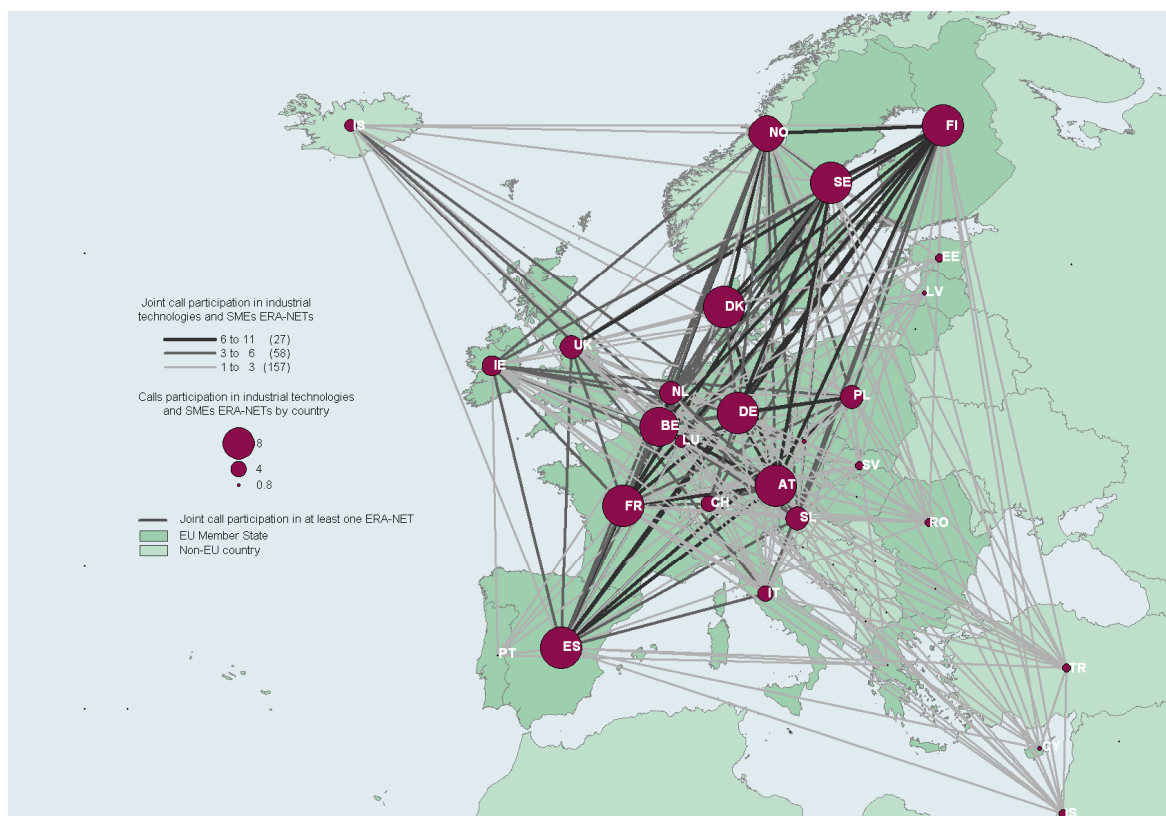 IS
NO
FI
SE
EE
LV
DK
Joint call participation in industrial
technologies and SMEs ERA-NETs
6 to 11 (27)
3 to 6 (58)
1 to 3 (157)
UK
IE
NL
PL
Calls participation in industrial technologies
and SMEs ERA-NETs by country
8
4
0.8
DE
BE
LU
SV
AT
CH
FR
SL
RO
Joint call participation in at least one ERA-NET
EU Member State
Non-EU country
IT
ES
PT
TR
CY
IS